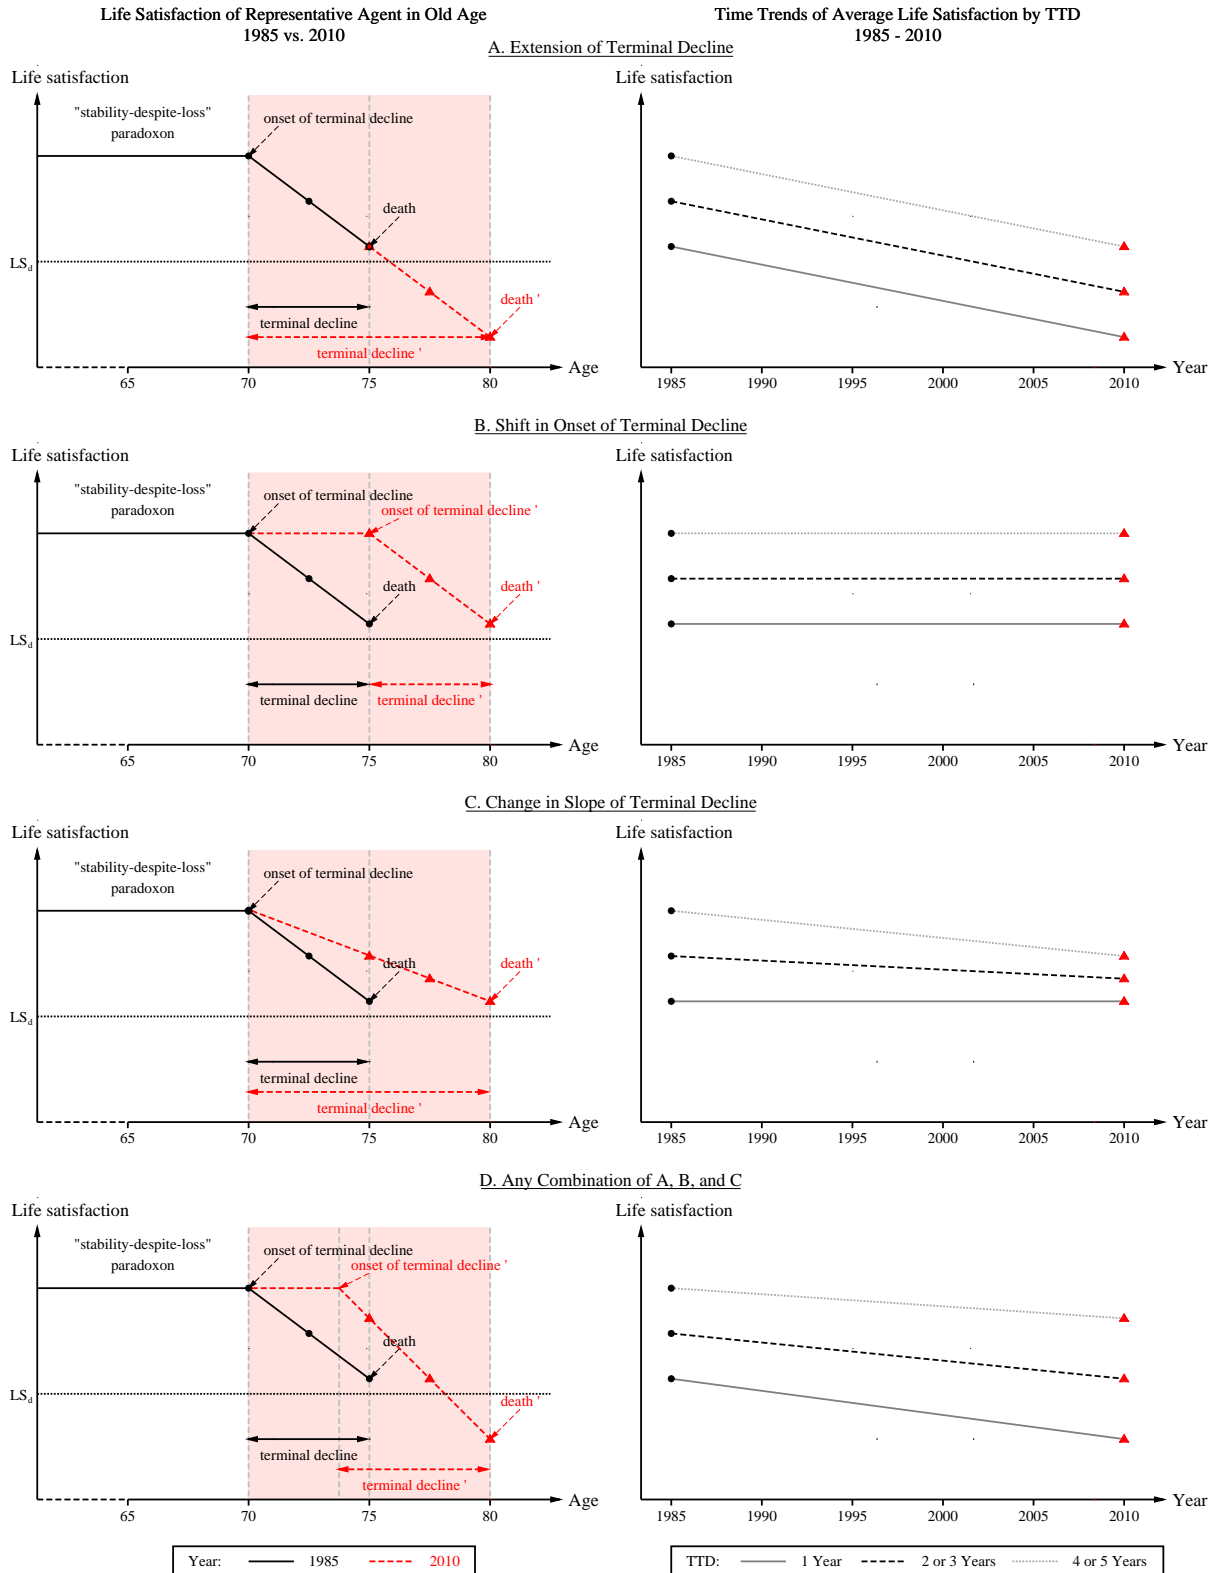 Life Satisfaction of Representative Agent in Old Age
1985 vs. 2010
Time Trends of Average Life Satisfaction by TTD
1985 - 2010
A. Extension of Terminal Decline
Life satisfaction
"stability-despite-loss"
paradoxon
onset of terminal decline
death
LS_d
death '
terminal decline
terminal decline '
Age
65 70 75 80
Life satisfaction
Year
1985 1990 1995 2000 2005 2010
B. Shift in Onset of Terminal Decline
Life satisfaction
"stability-despite-loss"
paradoxon
onset of terminal decline
onset of terminal decline '
death
death '
LS_d
terminal decline
terminal decline '
Age
65 70 75 80
Life satisfaction
Year
1985 1990 1995 2000 2005 2010
C. Change in Slope of Terminal Decline
Life satisfaction
"stability-despite-loss"
paradoxon
onset of terminal decline
death
death '
LS_d
terminal decline
terminal decline '
Age
65 70 75 80
Life satisfaction
Year
1985 1990 1995 2000 2005 2010
D. Any Combination of A, B, and C
Life satisfaction
"stability-despite-loss"
paradoxon
onset of terminal decline
onset of terminal decline '
death
LS_d
death '
terminal decline
terminal decline '
Age
65 70 75 80
Life satisfaction
Year
1985 1990 1995 2000 2005 2010
Year: 1985 2010
TTD: 1 Year 2 or 3 Years 4 or 5 Years